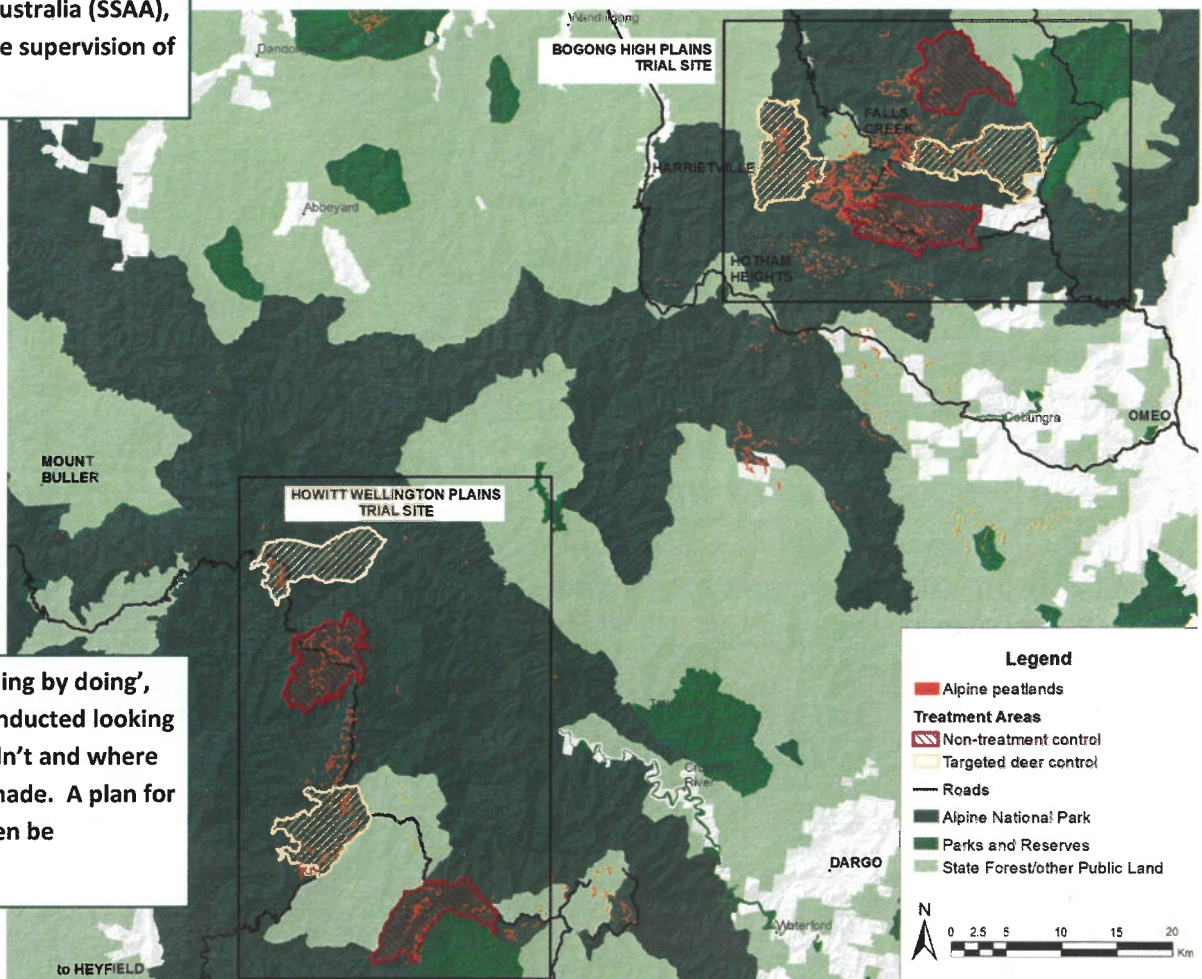 ustralia (SSAA),
e supervision of
BOGONG HIGH PLAINS
TRIAL SITE
FALLS
CREEK
HARRIETVILLE
Abbeyard
HOTHAM
HEIGHTS
Cobungra
OMEO
MOUNT
BULLER
HOWITT WELLINGTON PLAINS
TRIAL SITE
ing by doing’,
nducted looking
ln’t and where
nade. A plan for
en be
River
DARGO
Waterford
to HEYFIELD
Legend
Alpine peatlands
Treatment Areas
Non-treatment control
Targeted deer control
Roads
Alpine National Park
Parks and Reserves
State Forest/other Public Land
N
0 2.5 5 10 15 20
Km